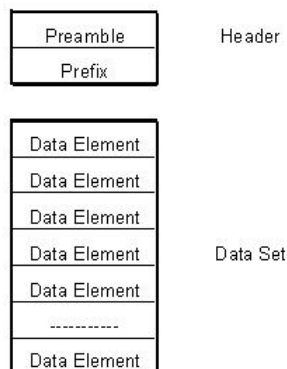 Preamble Header
Prefix
Data Element
Data Element
Data Element
Data Element Data Set
Data Element
-----------
Data Element